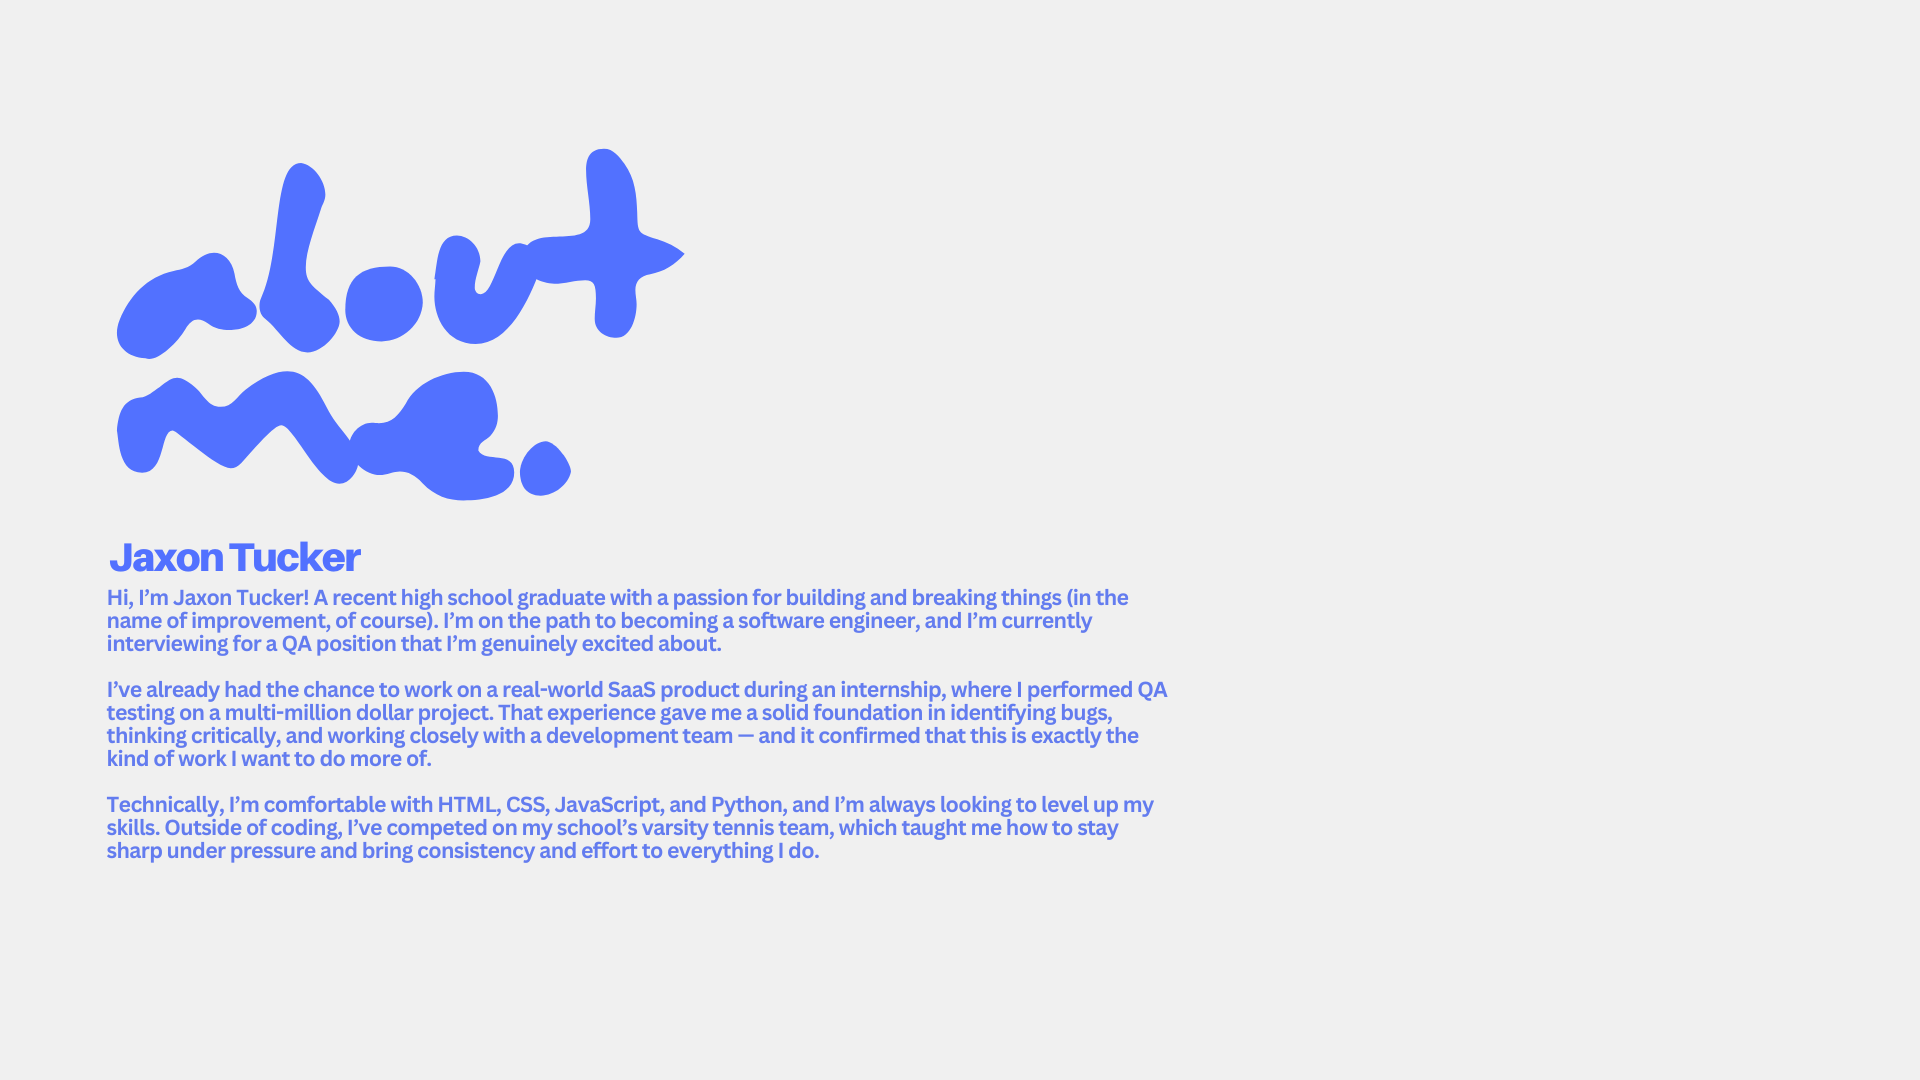 about
me.
Jaxon Tucker
Hi, I’m Jaxon Tucker! A recent high school graduate with a passion for building and breaking things (in the
name of improvement, of course). I’m on the path to becoming a software engineer, and I’m currently
interviewing for a QA position that I’m genuinely excited about.
I’ve already had the chance to work on a real-world SaaS product during an internship, where I performed QA
testing on a multi-million dollar project. That experience gave me a solid foundation in identifying bugs,
thinking critically, and working closely with a development team — and it confirmed that this is exactly the
kind of work I want to do more of.
Technically, I’m comfortable with HTML, CSS, JavaScript, and Python, and I’m always looking to level up my
skills. Outside of coding, I’ve competed on my school’s varsity tennis team, which taught me how to stay
sharp under pressure and bring consistency and effort to everything I do.